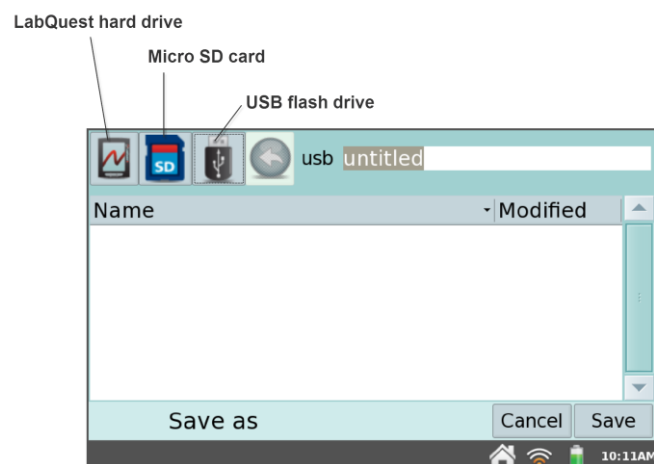 LabQuest hard drive
Micro SD card
USB flash drive
SD
usb untitled
Name Modified
Save as Cancel Save
10:11AM